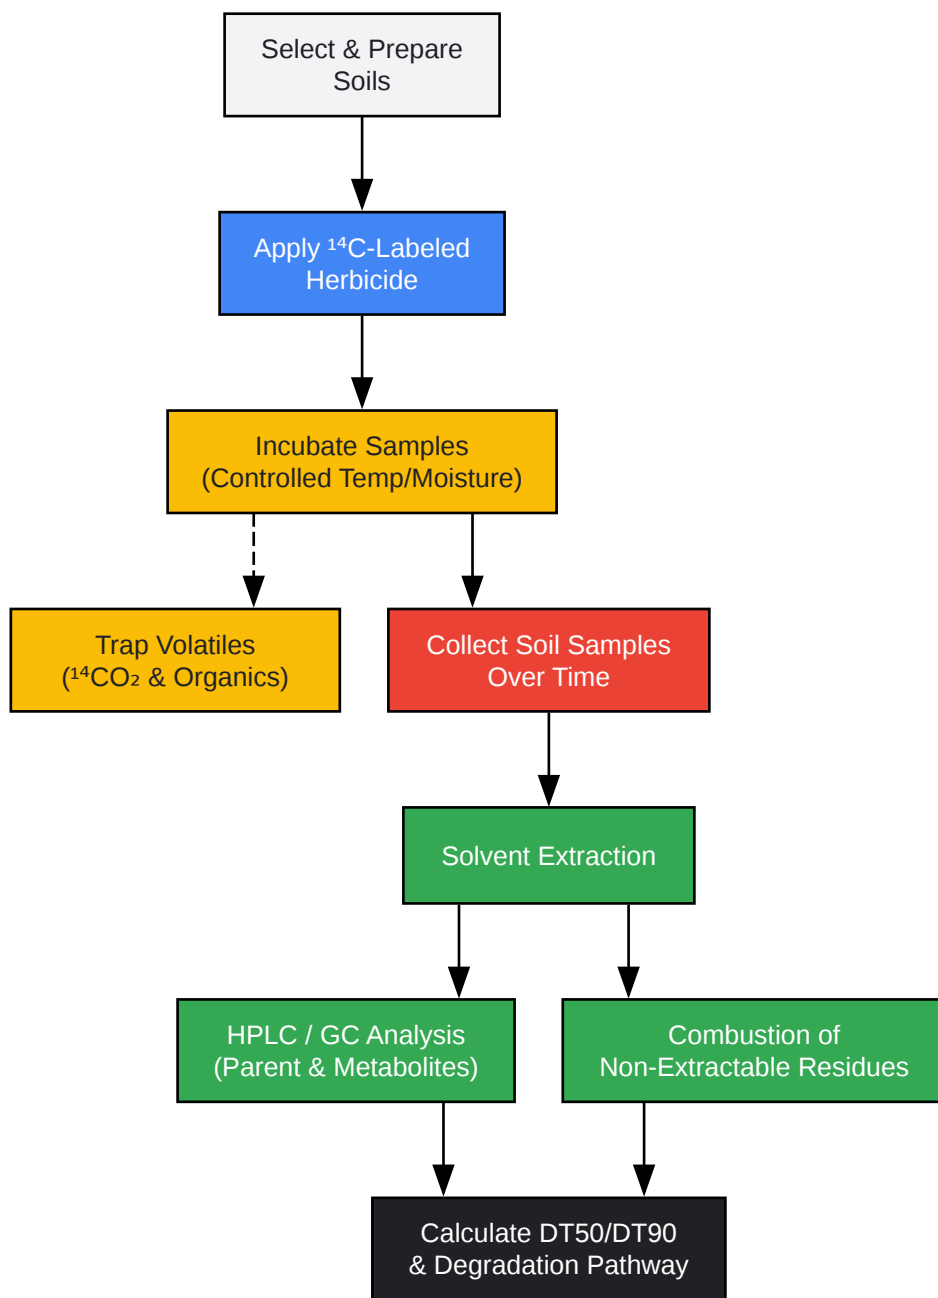 Select & Prepare
Soils
Apply ¹⁴C-Labeled
Herbicide
Incubate Samples
(Controlled Temp/Moisture)
Trap Volatiles
(¹⁴CO₂ & Organics)
Collect Soil Samples
Over Time
Solvent Extraction
HPLC / GC Analysis
(Parent & Metabolites)
Combustion of
Non-Extractable Residues
Calculate DT50/DT90
& Degradation Pathway